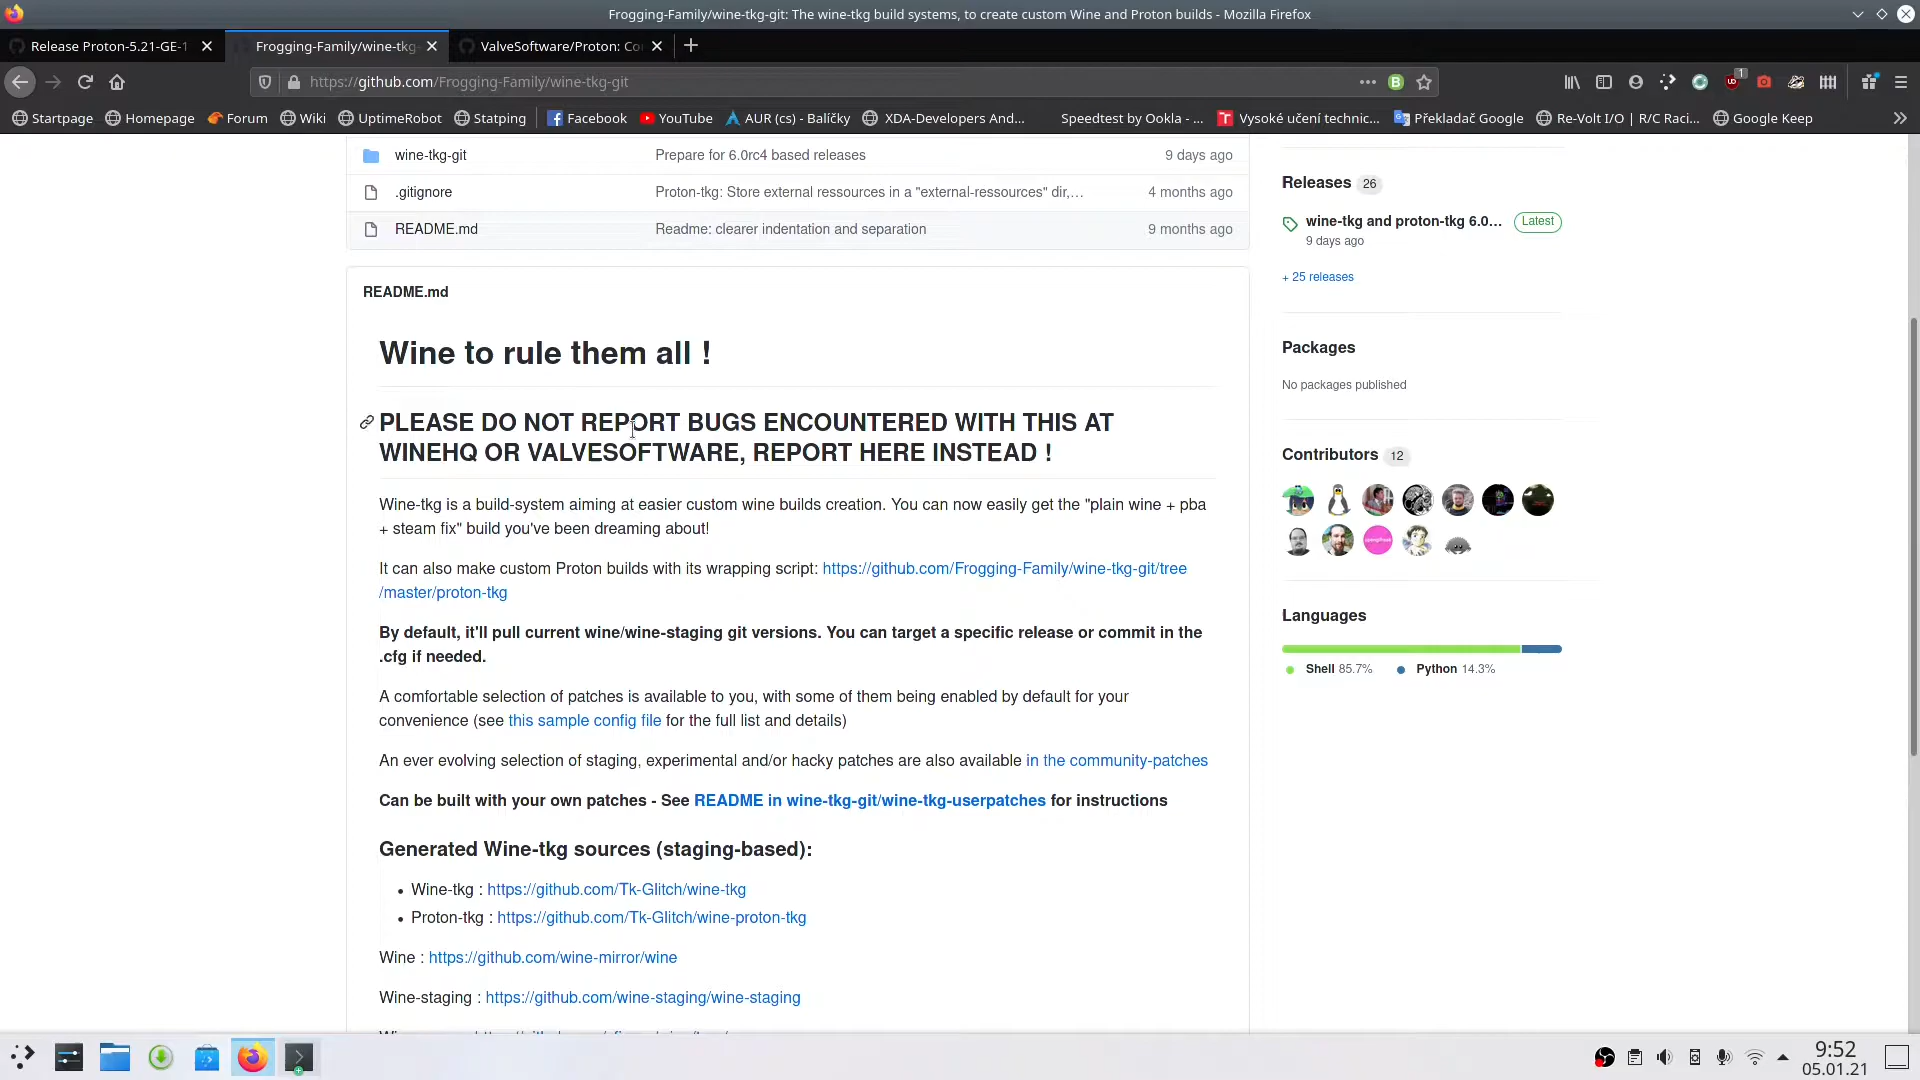 Frogging-Family/wine-tkg-git: The wine-tkg build systems, to create custom Wine and Proton builds - Mozilla Firefox
Release Proton-5.21-GE-1
Frogging-Family/wine-tkg-
ValveSoftware/Proton: Co
https://github.com/Frogging-Family/wine-tkg-git
1
Startpage Homepage Forum Wiki UptimeRobot Statping Facebook YouTube AUR (cs) - Balíčky XDA-Developers And... Speedtest by Ookla - ... Vysoké učení technic... Překladač Google Re-Volt I/O | R/C Raci... Google Keep
wine-tkg-git Prepare for 6.0rc4 based releases 9 days ago
.gitignore Proton-tkg: Store external ressources in a "external-ressources" dir,... 4 months ago
README.md Readme: clearer indentation and separation 9 months ago
README.md
Wine to rule them all !
PLEASE DO NOT REPORT BUGS ENCOUNTERED WITH THIS AT
WINEHQ OR VALVESOFTWARE, REPORT HERE INSTEAD !
Wine-tkg is a build-system aiming at easier custom wine builds creation. You can now easily get the "plain wine + pba
+ steam fix" build you've been dreaming about!
It can also make custom Proton builds with its wrapping script: https://github.com/Frogging-Family/wine-tkg-git/tree
/master/proton-tkg
By default, it'll pull current wine/wine-staging git versions. You can target a specific release or commit in the
.cfg if needed.
A comfortable selection of patches is available to you, with some of them being enabled by default for your
convenience (see this sample config file for the full list and details)
An ever evolving selection of staging, experimental and/or hacky patches are also available in the community-patches
Can be built with your own patches - See README in wine-tkg-git/wine-tkg-userpatches for instructions
Generated Wine-tkg sources (staging-based):
Wine-tkg : https://github.com/Tk-Glitch/wine-tkg
Proton-tkg : https://github.com/Tk-Glitch/wine-proton-tkg
Wine : https://github.com/wine-mirror/wine
Wine-staging : https://github.com/wine-staging/wine-staging
Releases 26
wine-tkg and proton-tkg 6.0... Latest
9 days ago
+ 25 releases
Packages
No packages published
Contributors 12
Languages
Shell 85.7% Python 14.3%
9:52
05.01.21